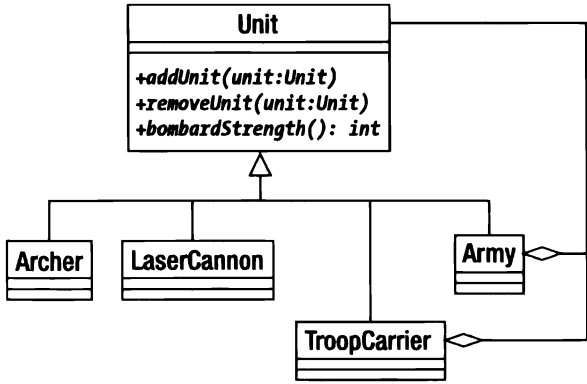 Unit
+addUnit(unit:Unit)
+removeUnit(unit:Unit)
+bombardStrength(): int
Archer
LaserCannon
Army
TroopCarrier